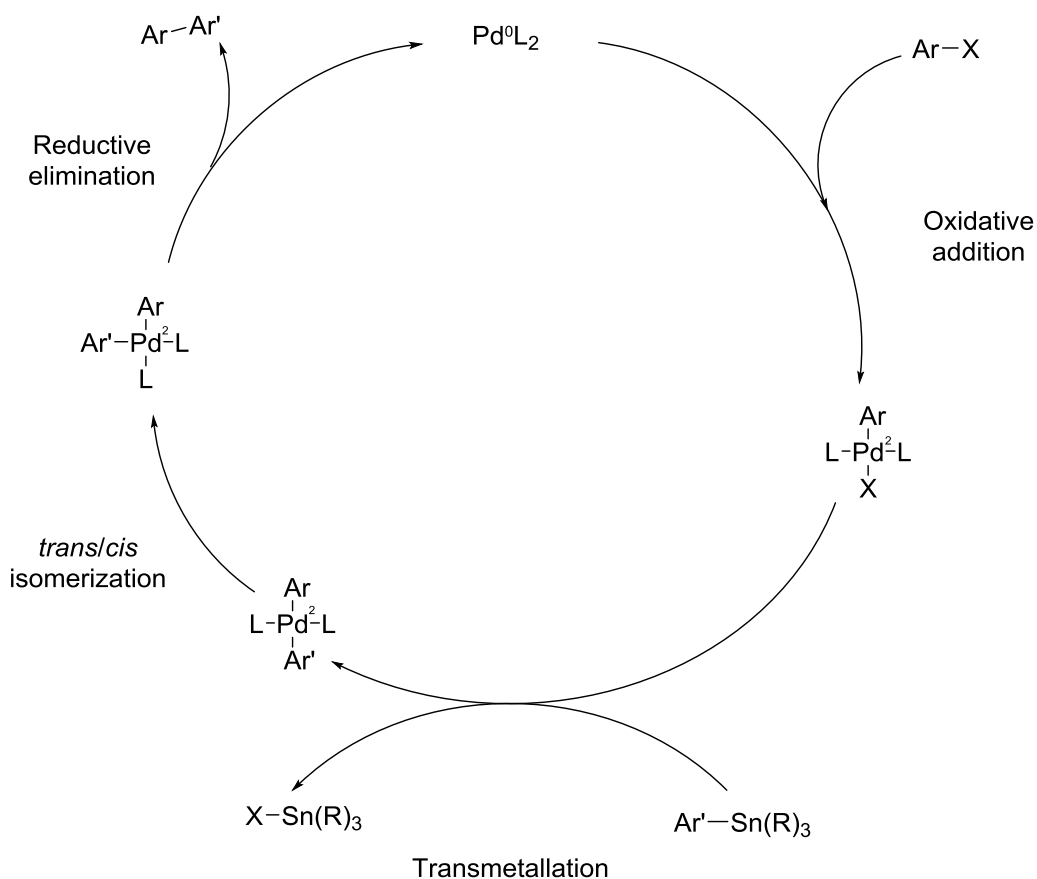 Ar–Ar'
Pd⁰L₂
Ar–X
Reductive
elimination
Oxidative
addition
Ar
Ar'–Pd²–L
L
Ar
L–Pd²–L
X
trans/cis
isomerization
Ar
L–Pd²–L
Ar'
X–Sn(R)₃
Ar'–Sn(R)₃
Transmetallation